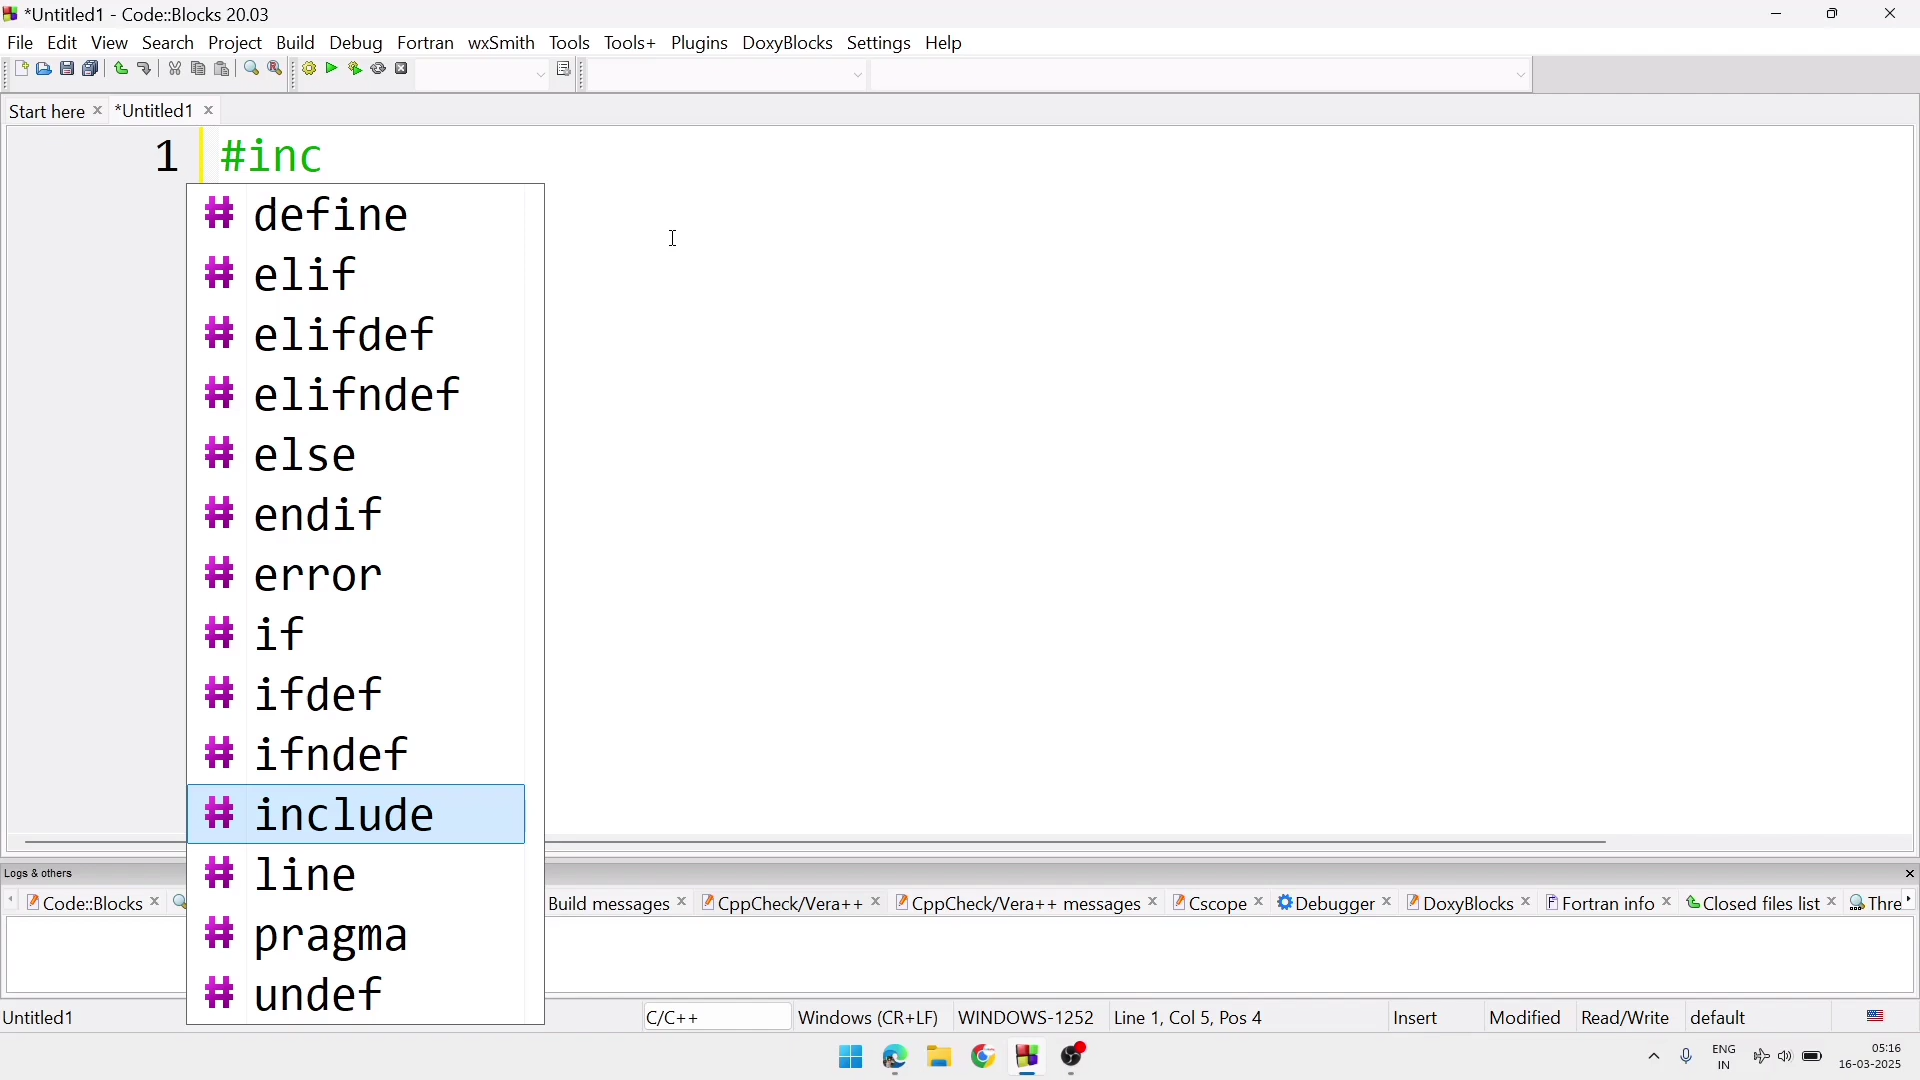 *Untitled1 - Code::Blocks 20.03
File Edit View Search Project Build Debug Fortran wxSmith Tools Tools+ Plugins DoxyBlocks Settings Help
Start here *Untitled1
1 #inc
# define
# elif
# elifdef
# elifndef
# else
# endif
# error
# if
# ifdef
# ifndef
# include
# line
# pragma
# undef
Logs & others
Code::Blocks Build messages CppCheck/Vera++ CppCheck/Vera++ messages Cscope Debugger DoxyBlocks Fortran info Closed files list Thre
Untitled1 C/C++ Windows (CR+LF) WINDOWS-1252 Line 1, Col 5, Pos 4 Insert Modified Read/Write default
ENG
IN
05:16
16-03-2025